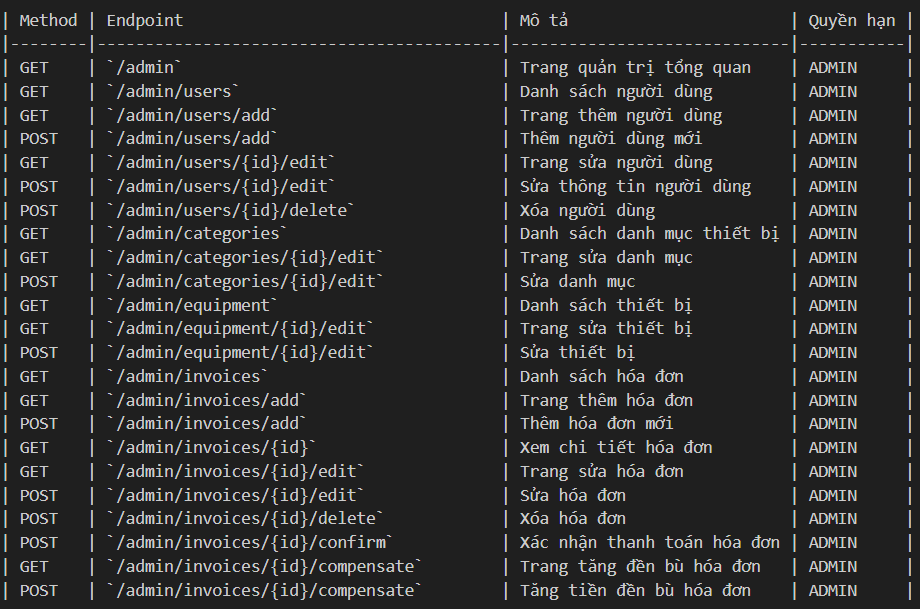 | Method | Endpoint | Mô tả | Quyền hạn |
|--------|------------------------------------------|-----------------------------|-----------|
| GET | `/admin` | Trang quản trị tổng quan | ADMIN |
| GET | `/admin/users` | Danh sách người dùng | ADMIN |
| GET | `/admin/users/add` | Trang thêm người dùng | ADMIN |
| POST | `/admin/users/add` | Thêm người dùng mới | ADMIN |
| GET | `/admin/users/{id}/edit` | Trang sửa người dùng | ADMIN |
| POST | `/admin/users/{id}/edit` | Sửa thông tin người dùng | ADMIN |
| POST | `/admin/users/{id}/delete` | Xóa người dùng | ADMIN |
| GET | `/admin/categories` | Danh sách danh mục thiết bị | ADMIN |
| GET | `/admin/categories/{id}/edit` | Trang sửa danh mục | ADMIN |
| POST | `/admin/categories/{id}/edit` | Sửa danh mục | ADMIN |
| GET | `/admin/equipment` | Danh sách thiết bị | ADMIN |
| GET | `/admin/equipment/{id}/edit` | Trang sửa thiết bị | ADMIN |
| POST | `/admin/equipment/{id}/edit` | Sửa thiết bị | ADMIN |
| GET | `/admin/invoices` | Danh sách hóa đơn | ADMIN |
| GET | `/admin/invoices/add` | Trang thêm hóa đơn | ADMIN |
| POST | `/admin/invoices/add` | Thêm hóa đơn mới | ADMIN |
| GET | `/admin/invoices/{id}` | Xem chi tiết hóa đơn | ADMIN |
| GET | `/admin/invoices/{id}/edit` | Trang sửa hóa đơn | ADMIN |
| POST | `/admin/invoices/{id}/edit` | Sửa hóa đơn | ADMIN |
| POST | `/admin/invoices/{id}/delete` | Xóa hóa đơn | ADMIN |
| POST | `/admin/invoices/{id}/confirm` | Xác nhận thanh toán hóa đơn | ADMIN |
| GET | `/admin/invoices/{id}/compensate` | Trang tăng đền bù hóa đơn | ADMIN |
| POST | `/admin/invoices/{id}/compensate` | Tăng tiền đền bù hóa đơn | ADMIN |